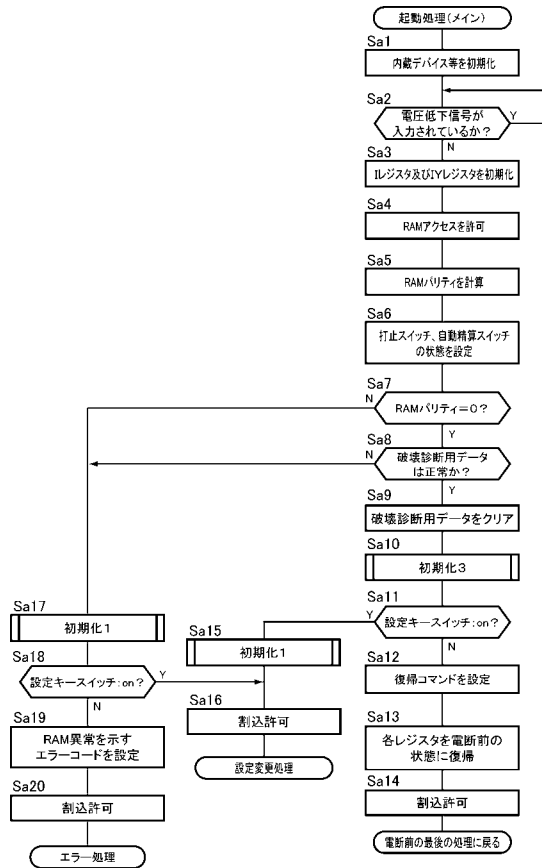 起動処理(メイン)
Sa1
内蔵デバイス等を初期化
Sa2
電圧低下信号が
入力されているか?
Y
N
Sa3
Iレジスタ及びIYレジスタを初期化
Sa4
RAMアクセスを許可
Sa5
RAMパリティを計算
Sa6
打止スイッチ、自動精算スイッチ
の状態を設定
Sa7
N
RAMパリティ=0?
Y
Sa8
N
破壊診断用データ
は正常か?
Y
Sa9
破壊診断用データをクリア
Sa10
初期化3
Sa11
Y
設定キースイッチ:on?
N
Sa12
復帰コマンドを設定
Sa13
各レジスタを電断前の
状態に復帰
Sa14
割込許可
電断前の最後の処理に戻る
Sa15
初期化1
Sa16
割込許可
設定変更処理
Sa17
初期化1
Sa18
設定キースイッチ:on?
Y
N
Sa19
RAM異常を示す
エラーコードを設定
Sa20
割込許可
エラー処理